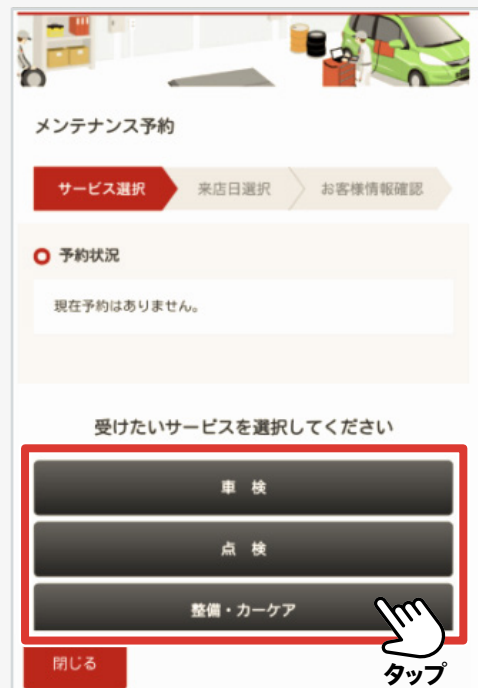 メンテナンス予約
サービス選択
来店日選択
お客様情報確認
予約状況
現在予約はありません。
受けたいサービスを選択してください
車 検
点 検
整備・カーケア
閉じる
タップ